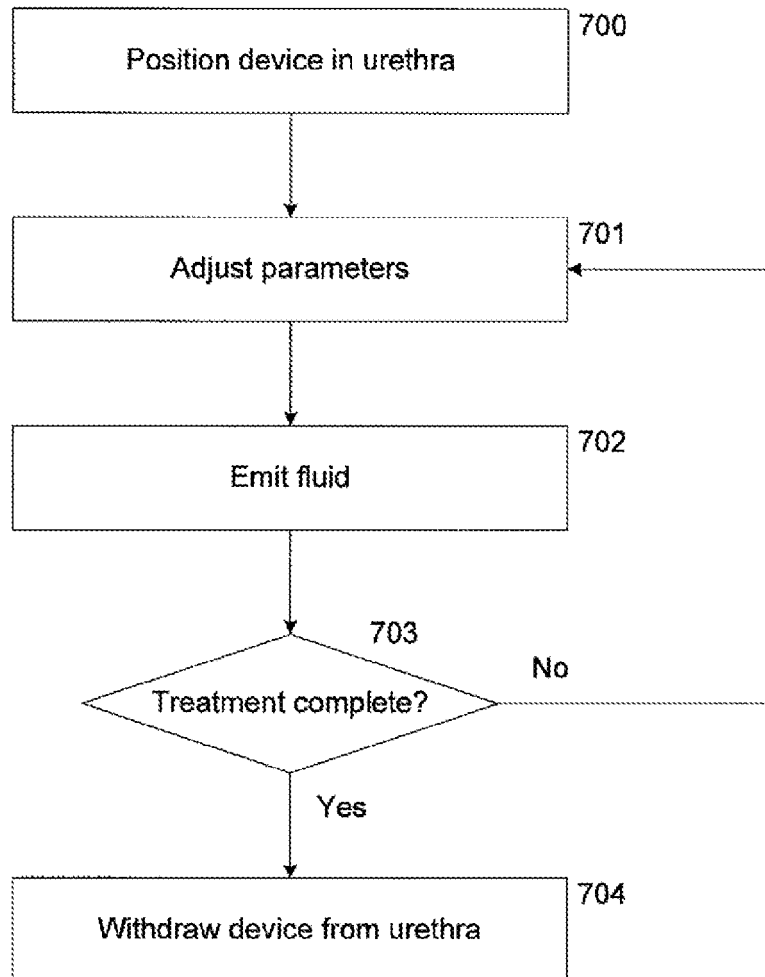 700
Position device in urethra
701
Adjust parameters
702
Emit fluid
703
Treatment complete?
No
Yes
704
Withdraw device from urethra